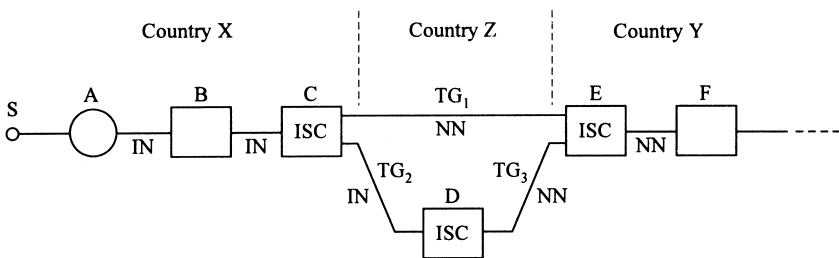 Country X
Country Z
Country Y
S
A
B
C
TG1
E
F
ISC
NN
ISC
IN
IN
NN
TG2
TG3
IN
D
NN
ISC